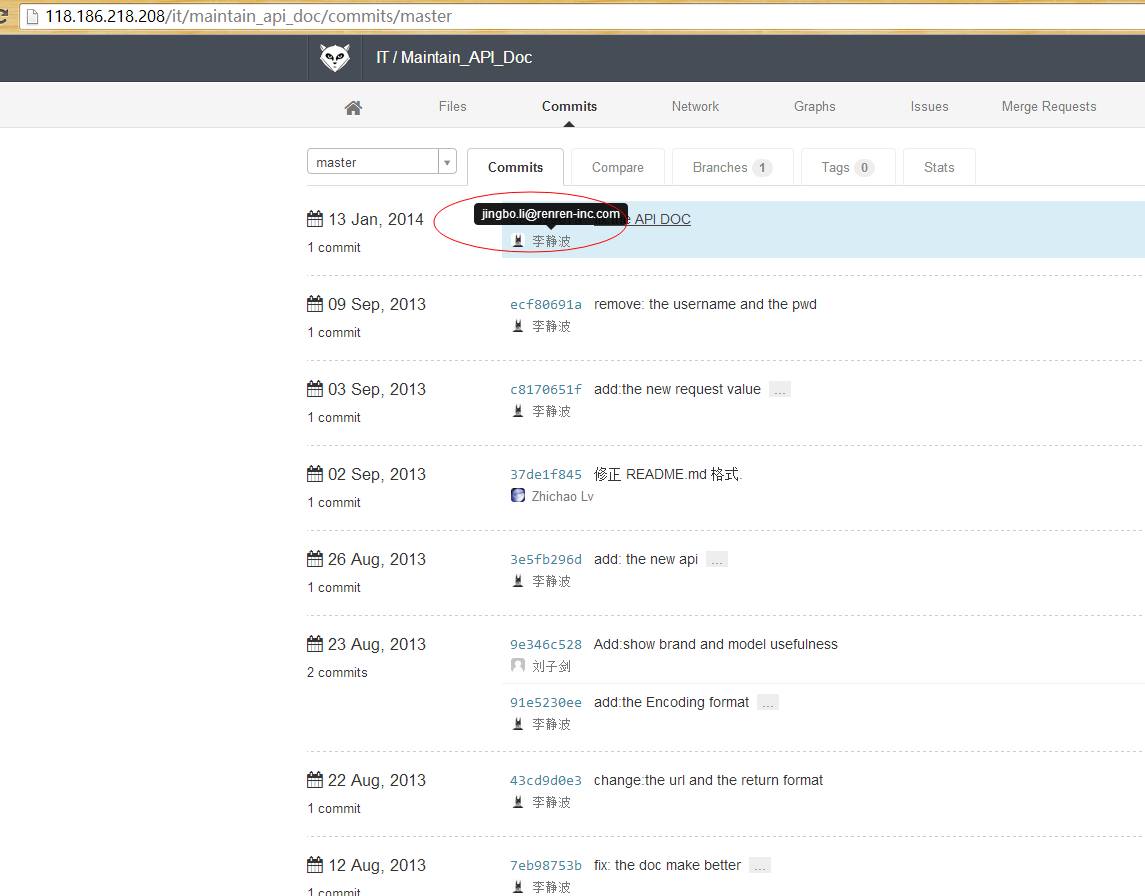 118.186.218.208/it/maintain_api_doc/commits/master
IT / Maintain_API_Doc
Files Commits Network Graphs Issues Merge Requests
master Commits Compare Branches 1 Tags 0 Stats
jingbo.li@renren-inc.com
13 Jan, 2014 API DOC
1 commit 李静波
09 Sep, 2013 ecf80691a remove: the username and the pwd
1 commit 李静波
03 Sep, 2013 c8170651f add:the new request value ...
1 commit 李静波
02 Sep, 2013 37de1f845 修正 README.md 格式.
1 commit Zhichao Lv
26 Aug, 2013 3e5fb296d add: the new api ...
1 commit 李静波
23 Aug, 2013 9e346c528 Add:show brand and model usefulness
2 commits 刘子剑
91e5230ee add:the Encoding format ...
李静波
22 Aug, 2013 43cd9d0e3 change:the url and the return format
1 commit 李静波
12 Aug, 2013 7eb98753b fix: the doc make better ...
1 commit 李静波